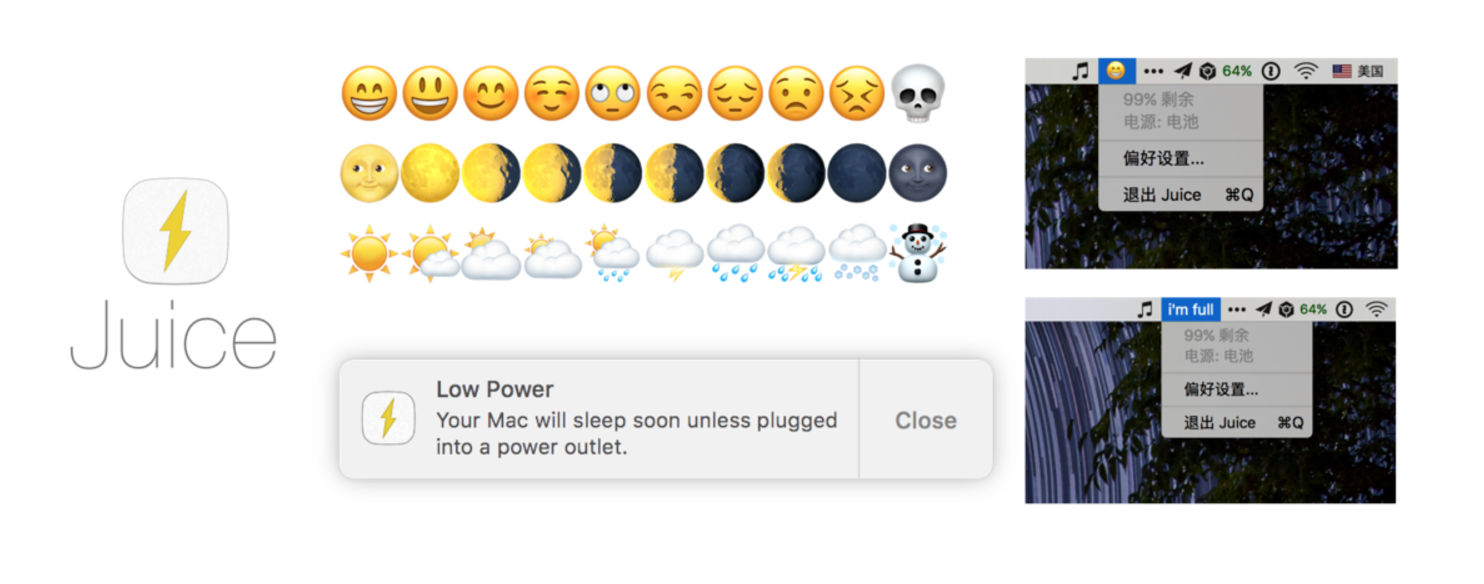 Juice
Low Power
Your Mac will sleep soon unless plugged
into a power outlet.
Close
64% 美国
99% 剩余
电源: 电池
偏好设置...
退出 Juice ⌘Q
i'm full 64%
99% 剩余
电源: 电池
偏好设置...
退出 Juice ⌘Q